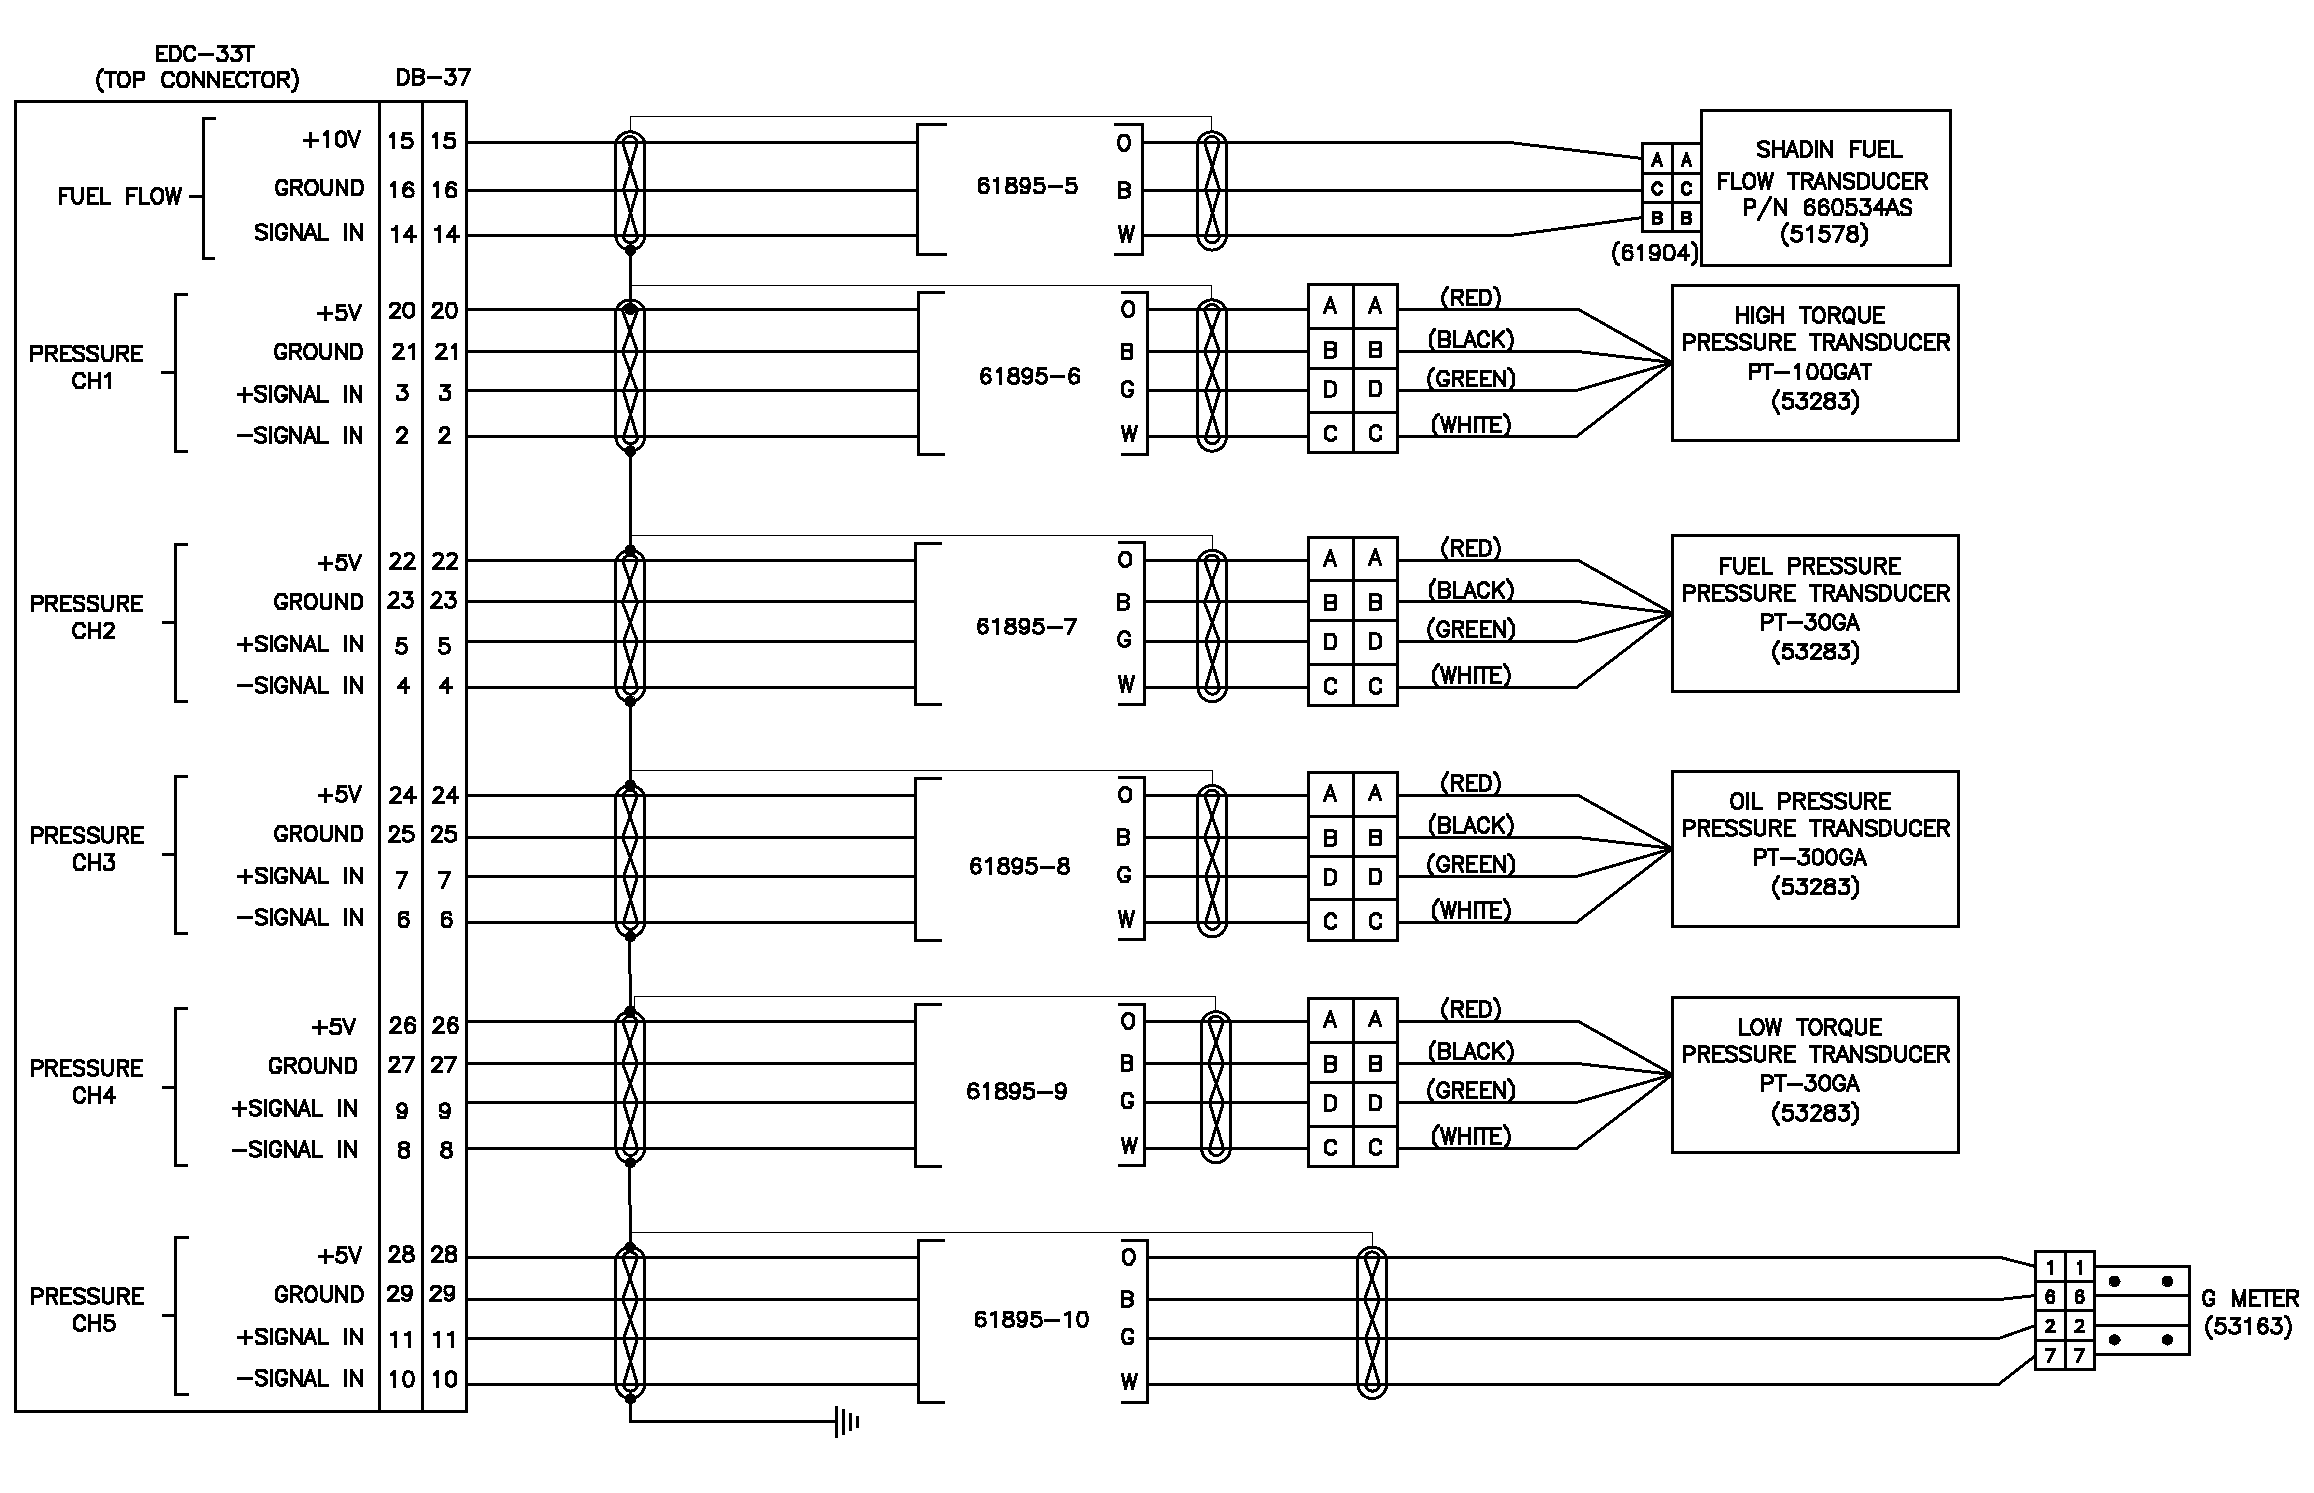 EDC-33T
(TOP CONNECTOR) DB-37
FUEL FLOW
+10V 15 15
GROUND 16 16
SIGNAL IN 14 14
61895-5
O
B
W
A A
C C
B B
(61904)
SHADIN FUEL
FLOW TRANSDUCER
P/N 660534AS
(51578)
PRESSURE
CH1
+5V 20 20
GROUND 21 21
+SIGNAL IN 3 3
-SIGNAL IN 2 2
61895-6
O
B
G
W
A A (RED)
B B (BLACK)
D D (GREEN)
C C (WHITE)
HIGH TORQUE
PRESSURE TRANSDUCER
PT-100GAT
(53283)
PRESSURE
CH2
+5V 22 22
GROUND 23 23
+SIGNAL IN 5 5
-SIGNAL IN 4 4
61895-7
O
B
G
W
A A (RED)
B B (BLACK)
D D (GREEN)
C C (WHITE)
FUEL PRESSURE
PRESSURE TRANSDUCER
PT-30GA
(53283)
PRESSURE
CH3
+5V 24 24
GROUND 25 25
+SIGNAL IN 7 7
-SIGNAL IN 6 6
61895-8
O
B
G
W
A A (RED)
B B (BLACK)
D D (GREEN)
C C (WHITE)
OIL PRESSURE
PRESSURE TRANSDUCER
PT-300GA
(53283)
PRESSURE
CH4
+5V 26 26
GROUND 27 27
+SIGNAL IN 9 9
-SIGNAL IN 8 8
61895-9
O
B
G
W
A A (RED)
B B (BLACK)
D D (GREEN)
C C (WHITE)
LOW TORQUE
PRESSURE TRANSDUCER
PT-30GA
(53283)
PRESSURE
CH5
+5V 28 28
GROUND 29 29
+SIGNAL IN 11 11
-SIGNAL IN 10 10
61895-10
O
B
G
W
1 1
6 6
2 2
7 7
G METER
(53163)